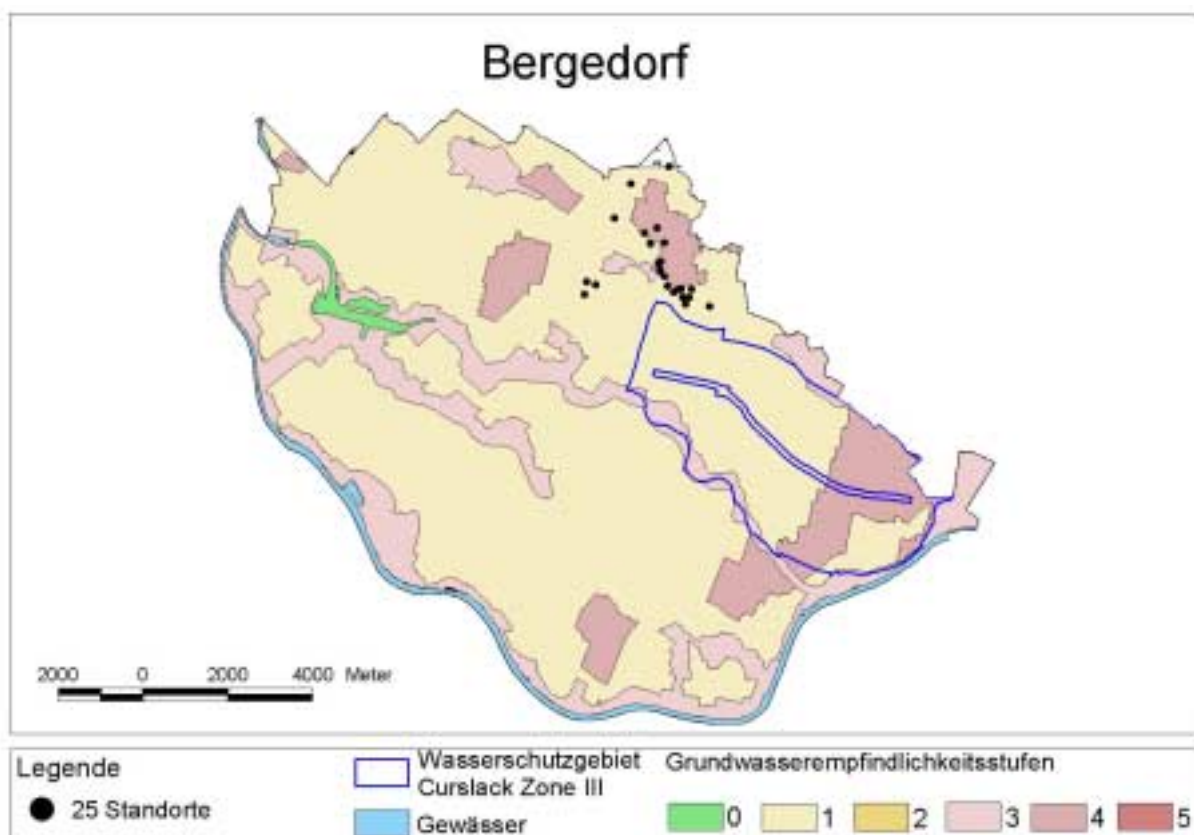 Bergedorf
2000 0 2000 4000 Meter
Legende
25 Standorte
Wasserschutzgebiet
Curslack Zone III
Gewässer
Grundwasserempfindlichkeitsstufen
0 1 2 3 4 5